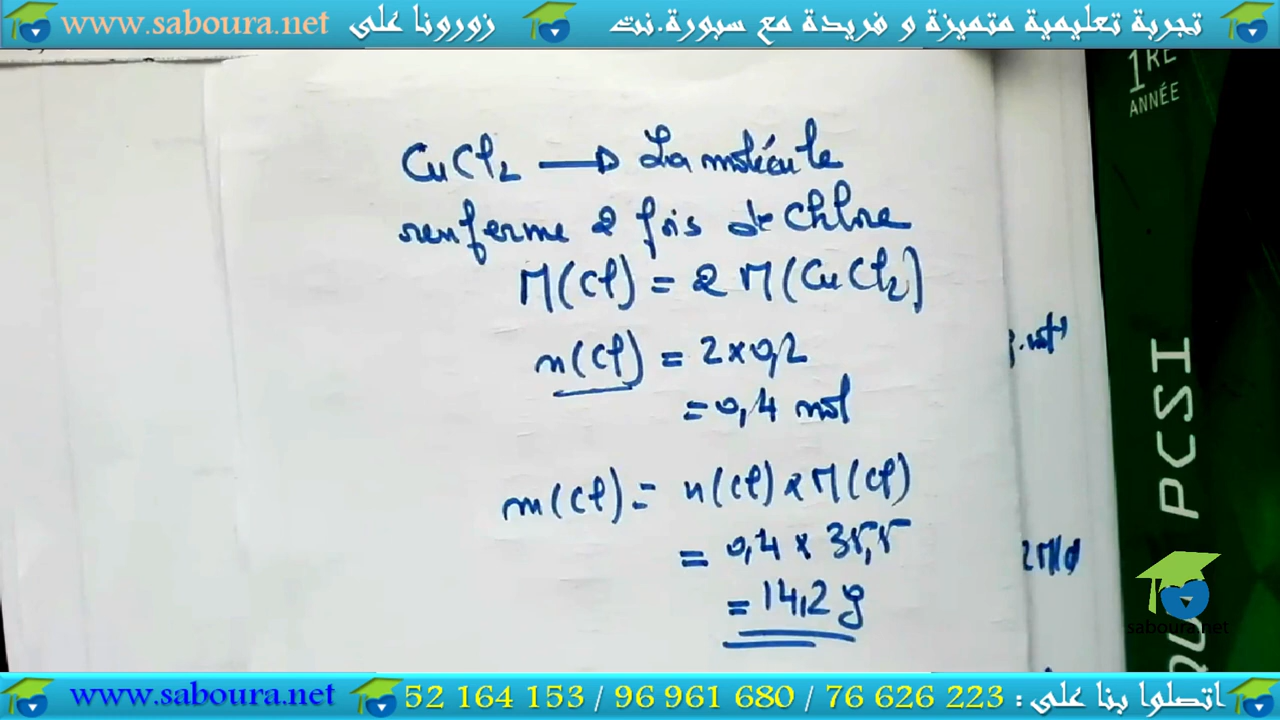 www.saboura.net زورونا على تجربة تعليمية متميزة و فريدة مع سبورة.نت
1RE
ANNÉE
CuCl2 → La molécule
renferme 2 fois de chlore
M(Cl) = 2 M(CuCl2)
n(Cl) = 2 x 0,2
= 0,4 mol
m(Cl) = n(Cl) x M(Cl)
= 0,4 x 35,5
= 14,2 g
PCSI
saboura.net
www.saboura.net 52 164 153 / 96 961 680 / 76 626 223 : اتصلوا بنا على